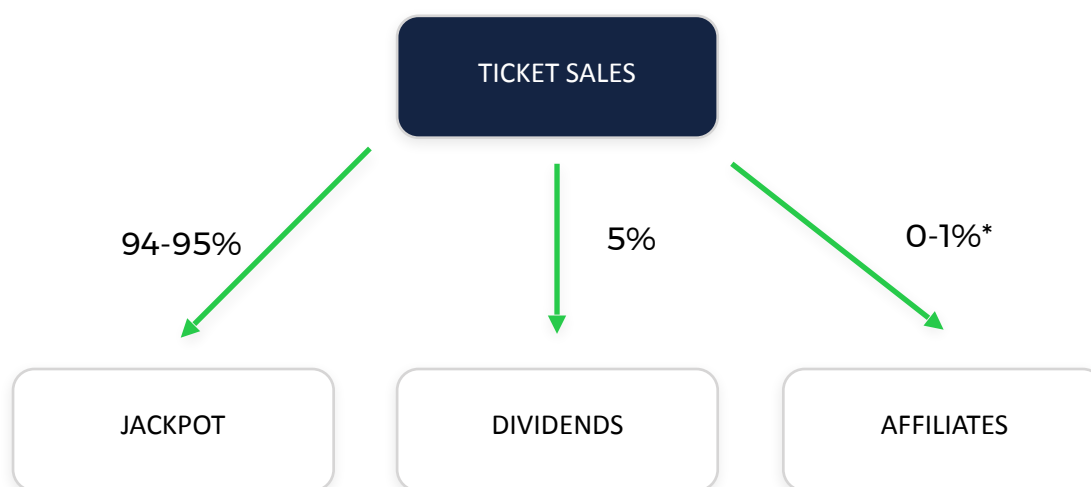 TICKET SALES
94-95%
5%
0-1%*
JACKPOT
DIVIDENDS
AFFILIATES